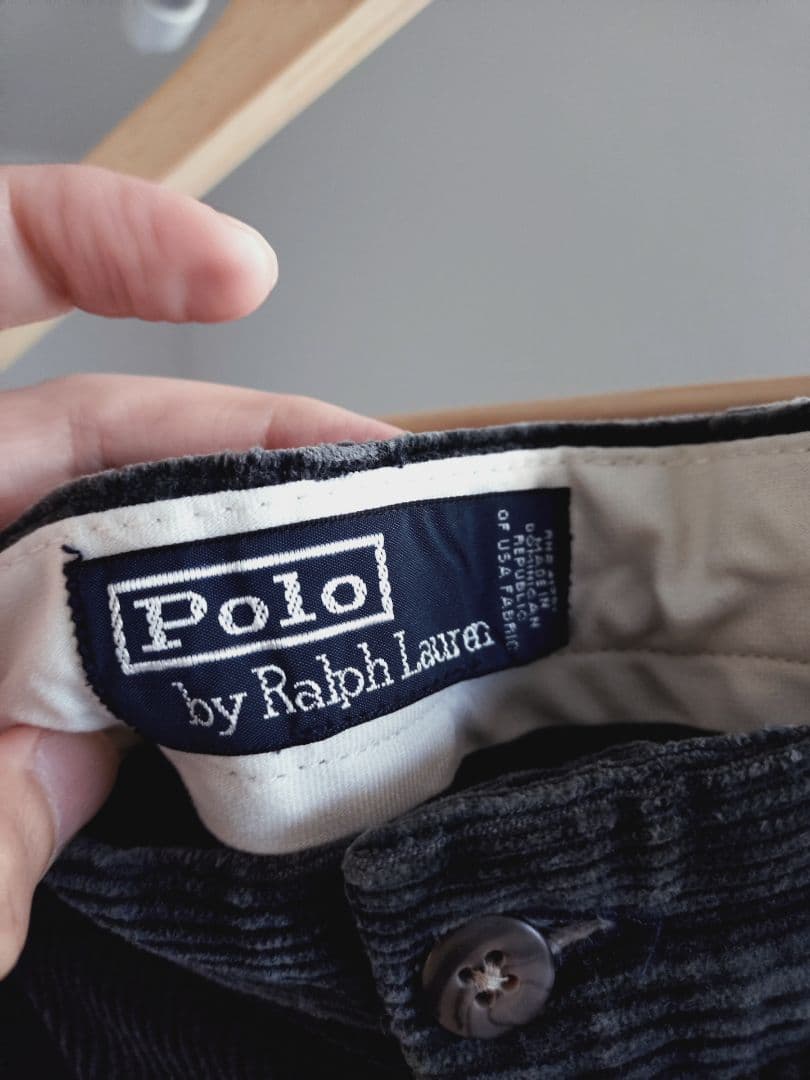 Polo
by Ralph Lauren
MADE IN
DOMINICAN
REPUBLIC
OF USA FABRIC